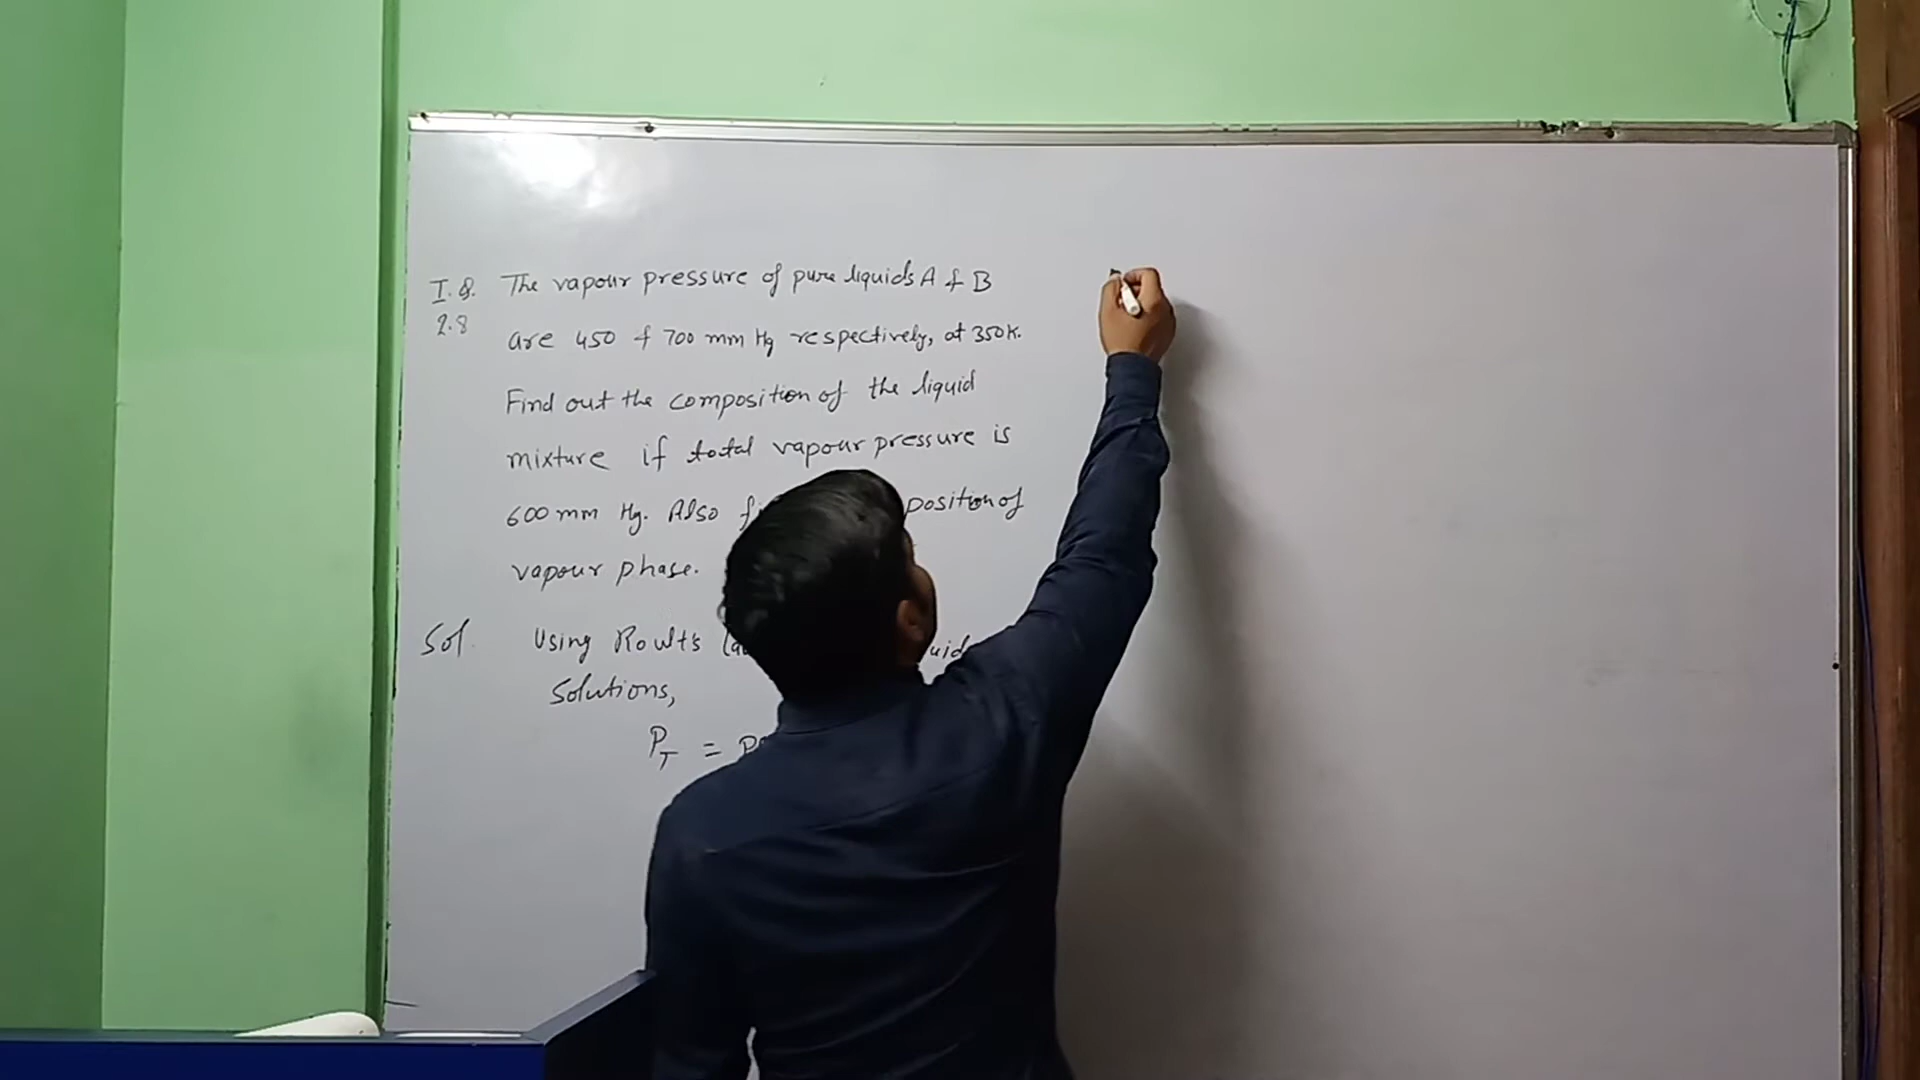 I.Q. The vapour pressure of pure liquids A & B
2.8
are 450 & 700 mm Hg respectively, at 350K.
Find out the composition of the liquid
mixture if total vapour pressure is
600 mm Hg. Also position of
vapour phase.
Sol. Using Roult's
Solutions,
P_T =